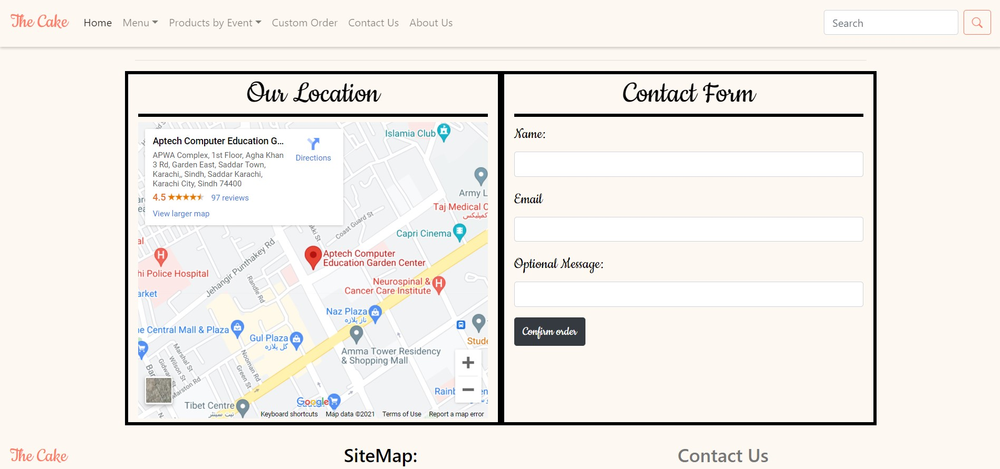 The Cake
Home Menu Products by Event Custom Order Contact Us About Us
Search
Our Location
Aptech Computer Education G...
Directions
APWA Complex, 1st Floor, Agha Khan
3 Rd, Garden East, Saddar Town,
Karachi,, Sindh, Saddar Karachi,
Karachi City, Sindh 74400
4.5 97 reviews
View larger map
Islamia Club
Army L
Taj Medical C
كمپليكس
Coast Guard St
Capri Cinema
al
H
Jehangir Punthakey Rd
Aptech Computer
Education Garden Center
hi Police Hospital
Randle Rd
Neurospinal &
Cancer Care Institute
H
arket
Naz Plaza
ناز پلازہ
e Central Mall & Plaza
Gul Plaza
گل پلازہ
Stude
Amma Tower Residency
& Shopping Mall
Marshal St
Wilson St
Nooman Rd
Green St
Marston Rd
Rainb
en
Tibet Centre
تبت سینٹر
Google
Keyboard shortcuts Map data ©2021 Terms of Use Report a map error
Contact Form
Name:
Email
Optional Message:
Confirm order
The Cake
SiteMap:
Contact Us